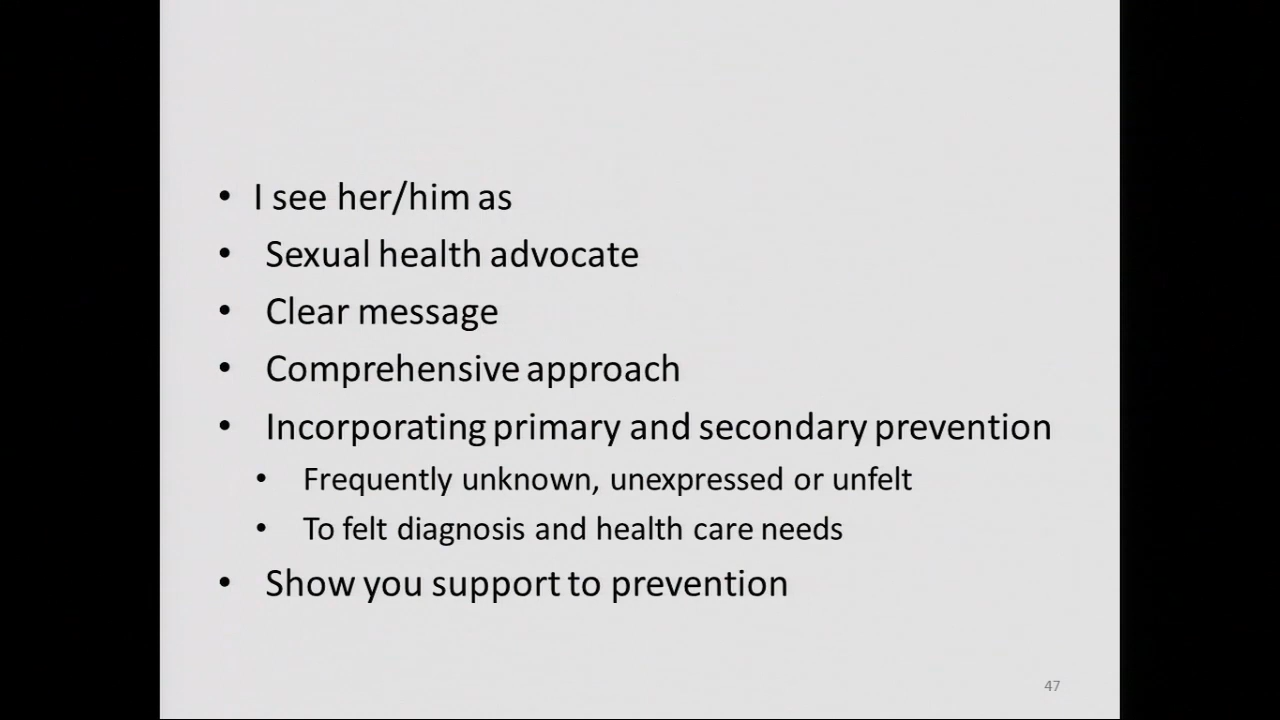 • I see her/him as
• Sexual health advocate
• Clear message
• Comprehensive approach
• Incorporating primary and secondary prevention
• Frequently unknown, unexpressed or unfelt
• To felt diagnosis and health care needs
• Show you support to prevention
47